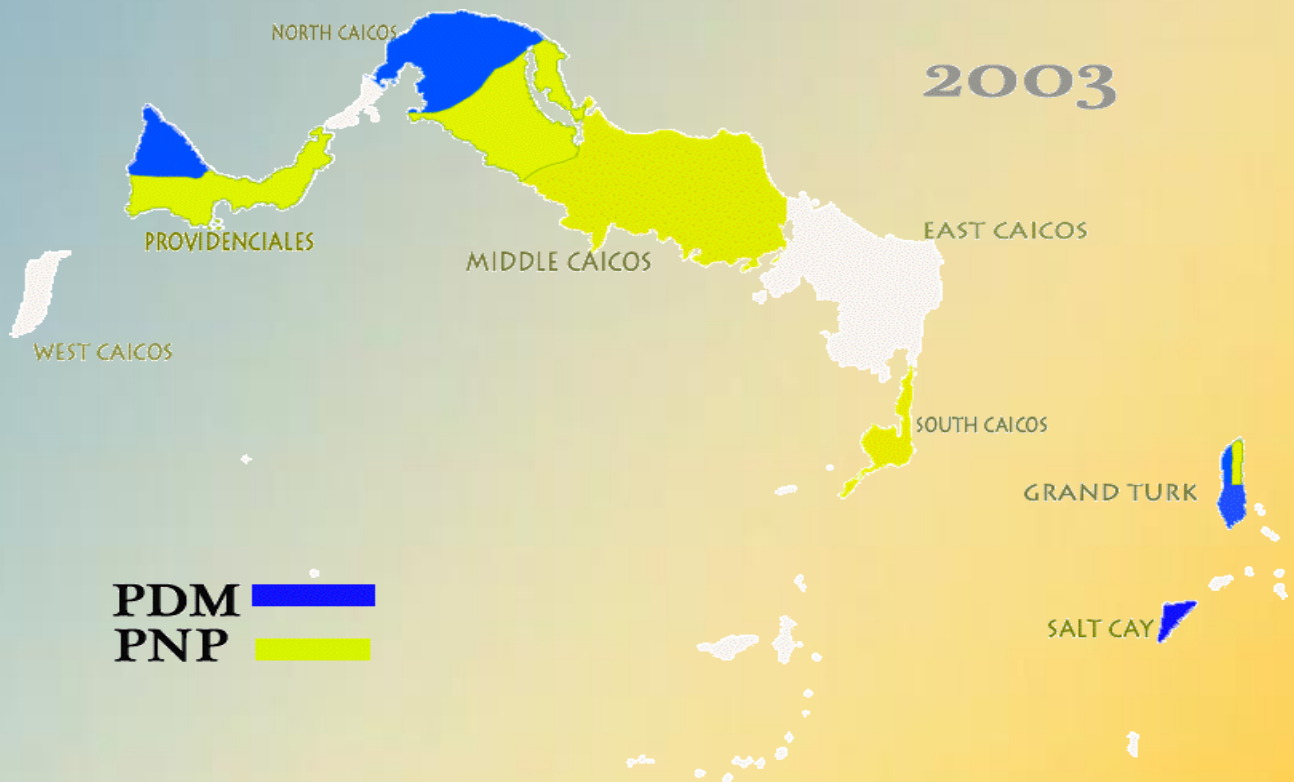 NORTH CAICOS
2003
PROVIDENCIALES
EAST CAICOS
MIDDLE CAICOS
WEST CAICOS
SOUTH CAICOS
GRAND TURK
PDM
PNP
SALT CAY